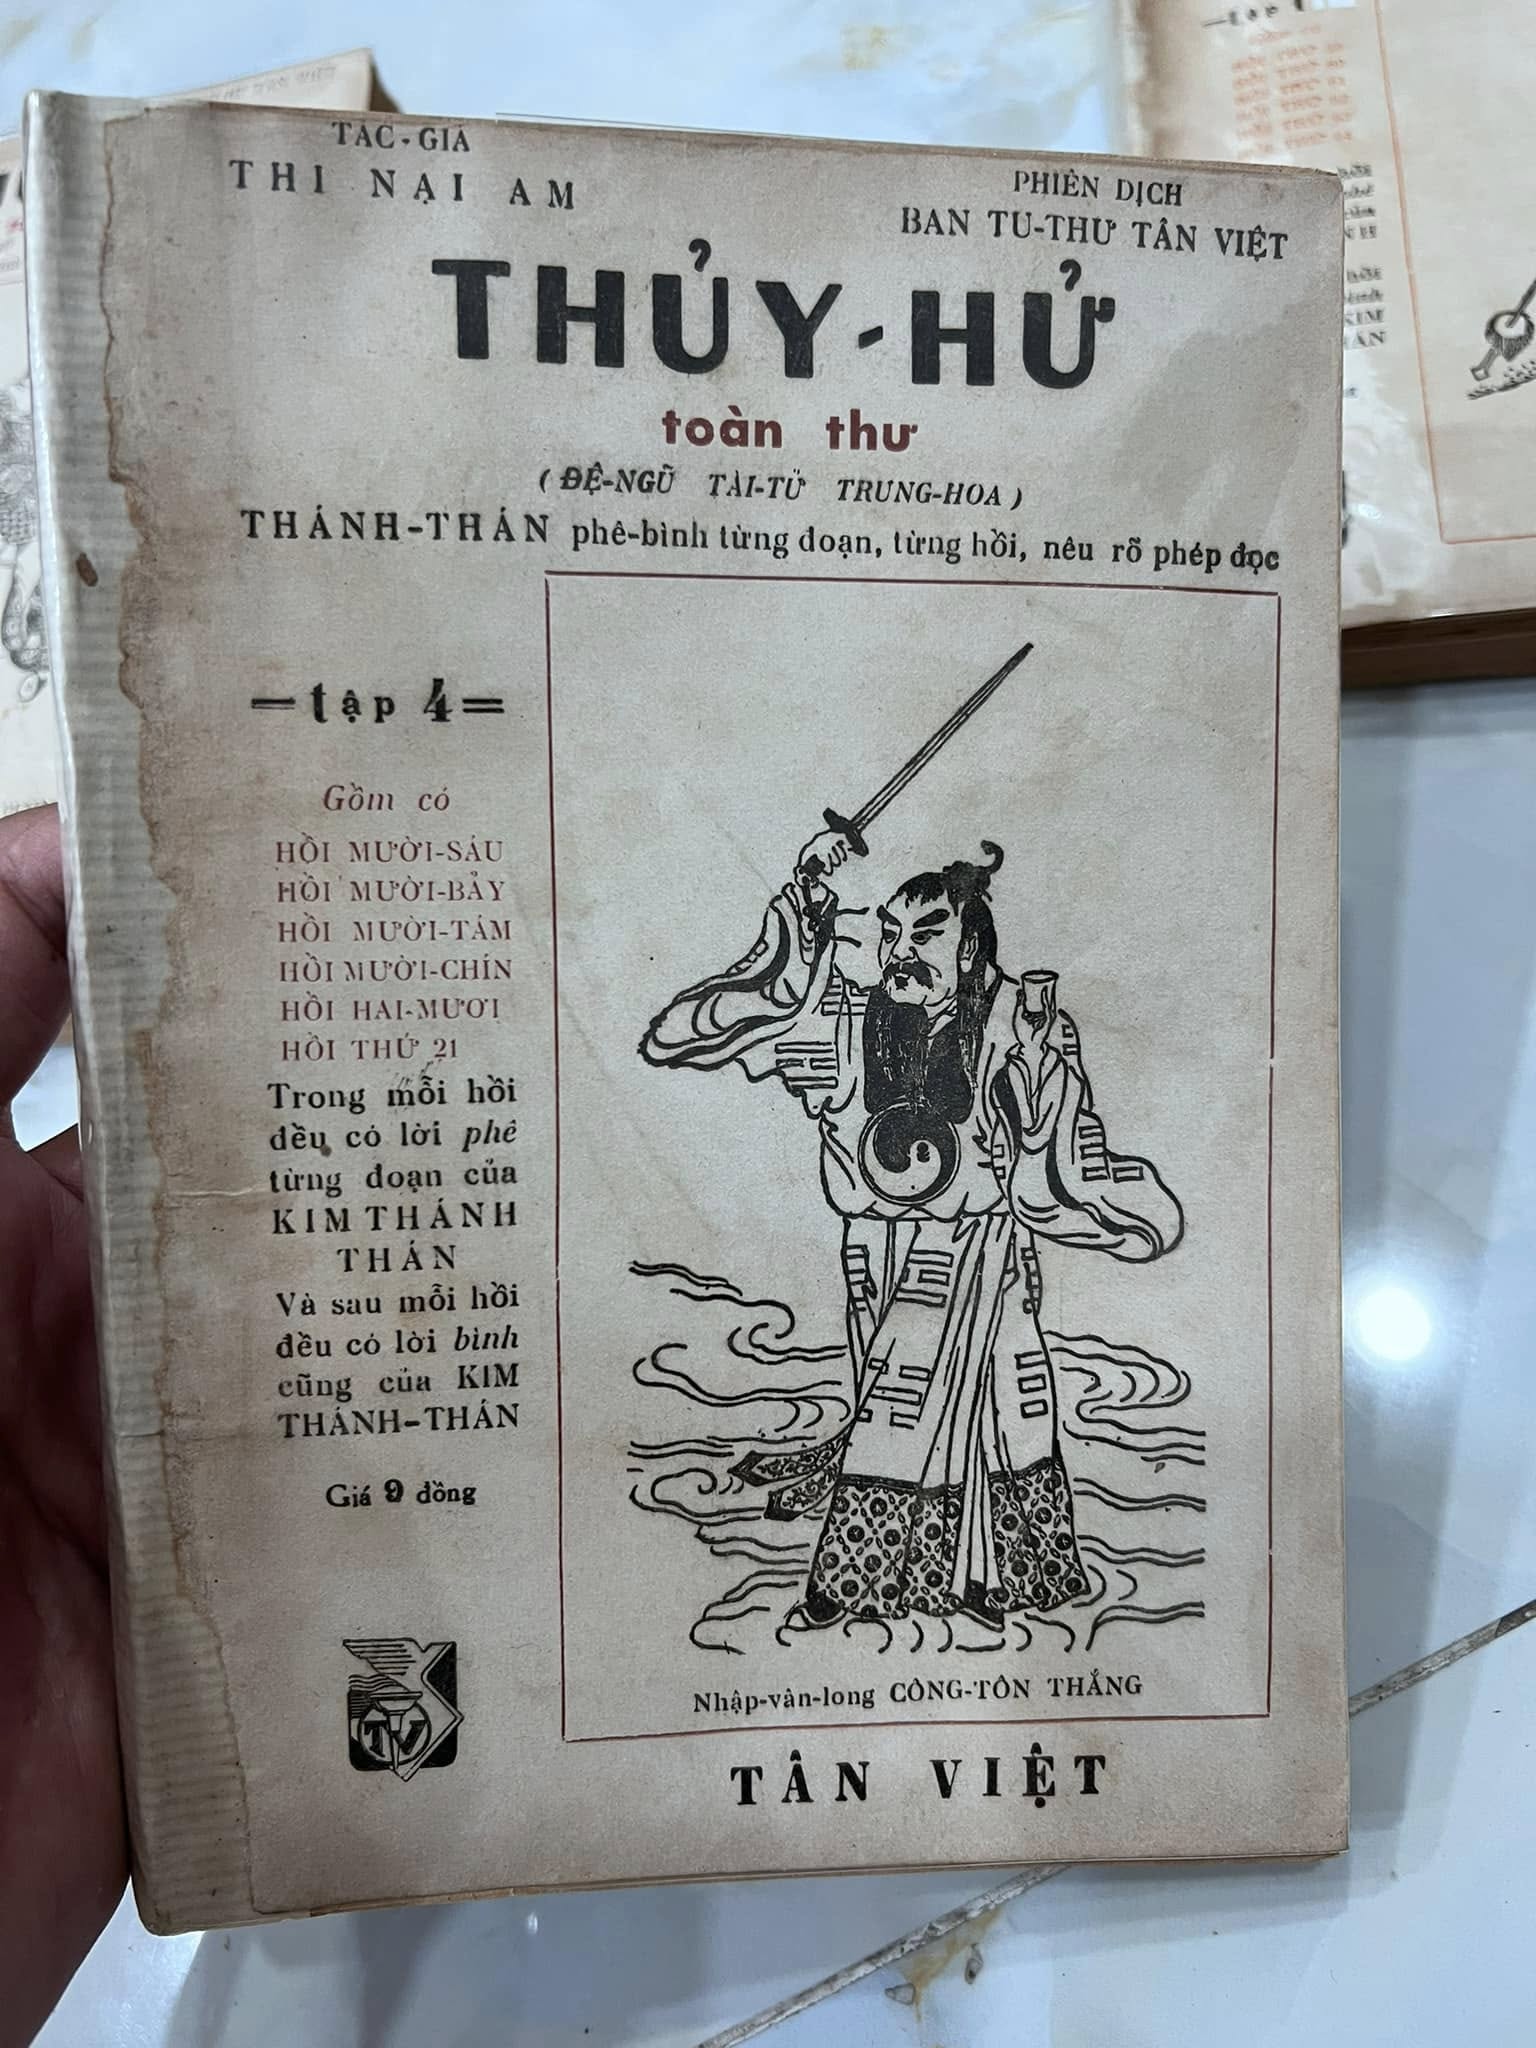 TÁC-GIẢ
THI NẠI AM
PHIÊN DỊCH
BAN TU-THƯ TÂN VIỆT
THỦY-HỬ
toàn thư
(ĐỆ-NGŨ TÀI-TỬ TRUNG-HOA)
THÁNH-THÁN phê-bình từng đoạn, từng hồi, nêu rõ phép đọc
— tập 4 =
Gồm có
HỒI MƯỜI-SÁU
HỒI MƯỜI-BẢY
HỒI MƯỜI-TÁM
HỒI MƯỜI-CHÍN
HỒI HAI-MƯƠI
HỒI THỨ 21
Trong mỗi hồi
đều có lời phê
từng đoạn của
KIM THÁNH
THÁN
Và sau mỗi hồi
đều có lời bình
cũng của KIM
THÁNH-THÁN
Giá 9 đồng
TV
Nhập-vân-long CÔNG-TÔN THẮNG
TÂN VIỆT